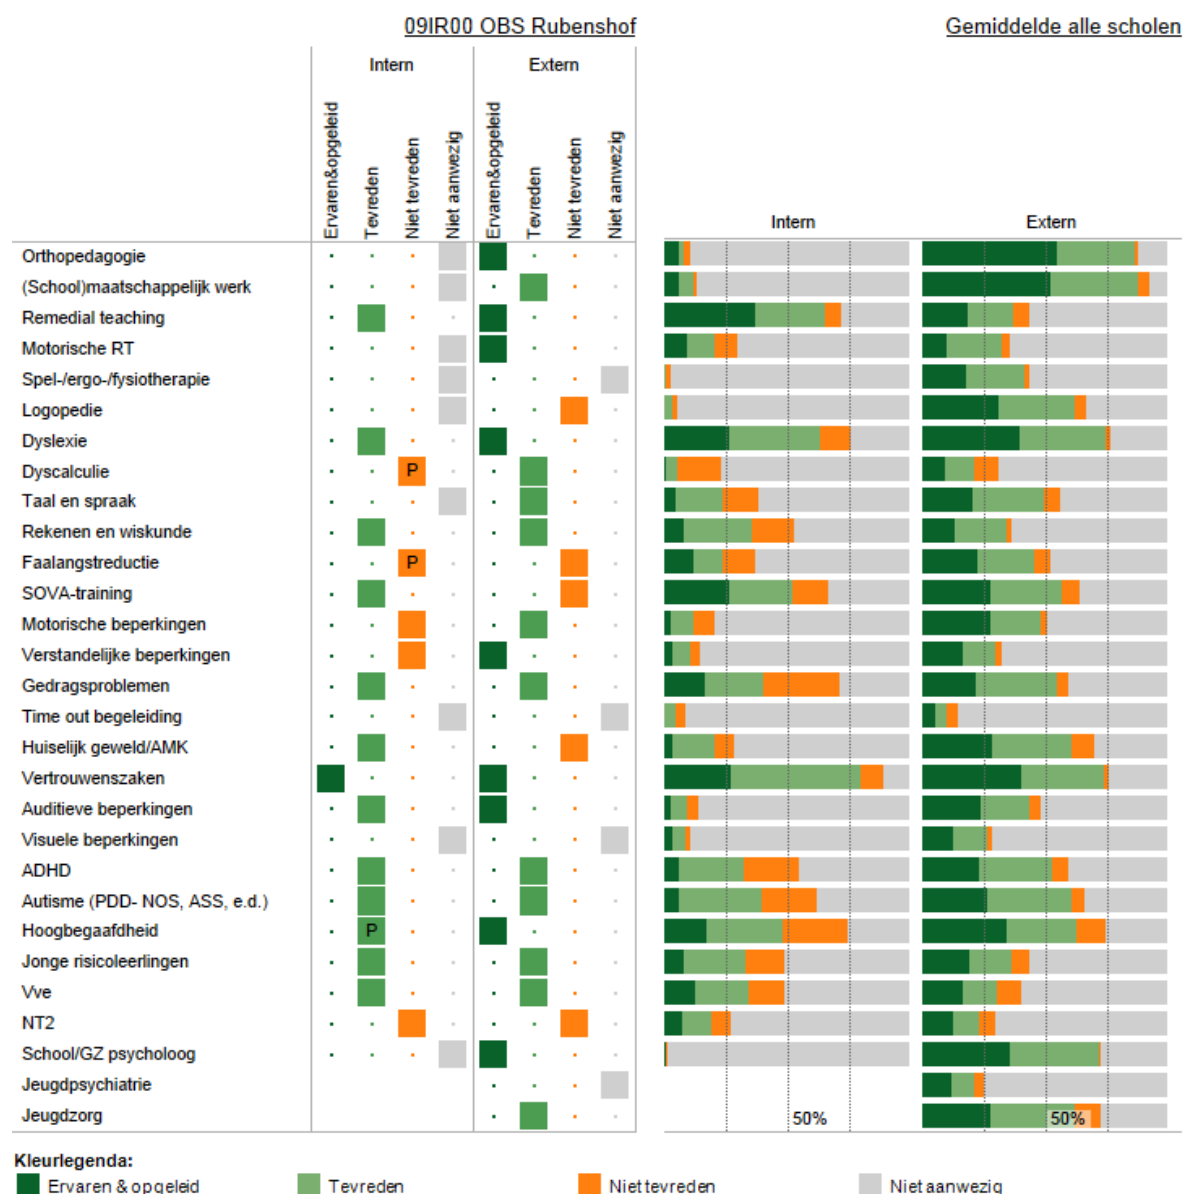 09IR00 OBS Rubenshof
Gemiddelde alle scholen
Intern
Extern
Ervaren&opgeleid
Tevreden
Niet tevreden
Niet aanwezig
Ervaren&opgeleid
Tevreden
Niet tevreden
Niet aanwezig
Intern
Extern
Orthopedagogie
(School)maatschappelijk werk
Remedial teaching
Motorische RT
Spel-/ergo-/fysiotherapie
Logopedie
Dyslexie
Dyscalculie P
Taal en spraak
Rekenen en wiskunde
Faalangstreductie P
SOVA-training
Motorische beperkingen
Verstandelijke beperkingen
Gedragsproblemen
Time out begeleiding
Huiselijk geweld/AMK
Vertrouwenszaken
Auditieve beperkingen
Visuele beperkingen
ADHD
Autisme (PDD- NOS, ASS, e.d.)
Hoogbegaafdheid P
Jonge risicoleerlingen
Vve
NT2
School/GZ psycholoog
Jeugdpsychiatrie
Jeugdzorg 50% 50%
Kleurlegenda:
Ervaren & opgeleid Tevreden Niet tevreden Niet aanwezig